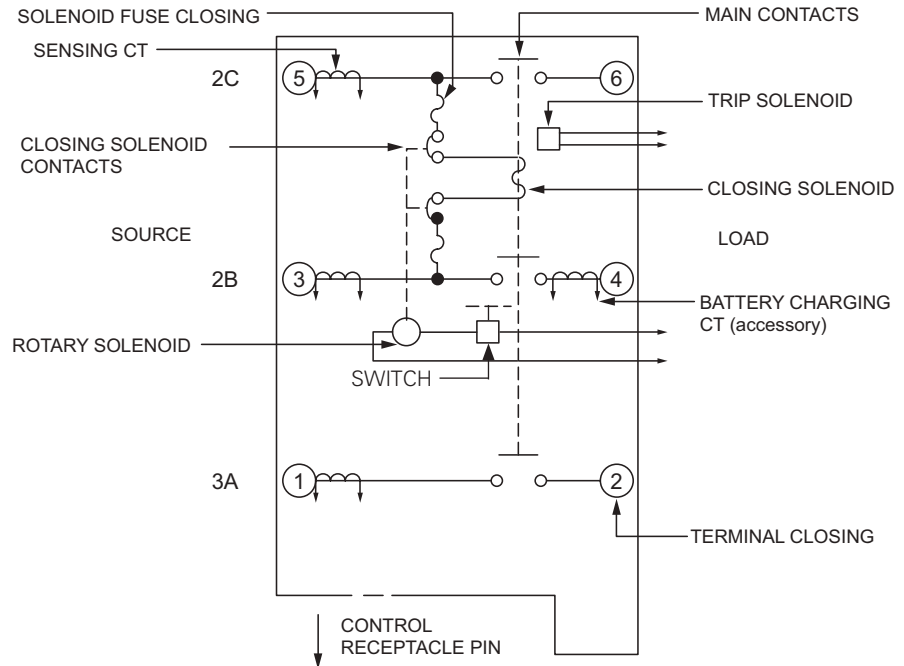 SOLENOID FUSE CLOSING
MAIN CONTACTS
SENSING CT
2C
5
6
TRIP SOLENOID
CLOSING SOLENOID
CONTACTS
CLOSING SOLENOID
SOURCE
LOAD
2B
3
4
BATTERY CHARGING
CT (accessory)
ROTARY SOLENOID
SWITCH
3A
1
2
TERMINAL CLOSING
CONTROL
RECEPTACLE PIN